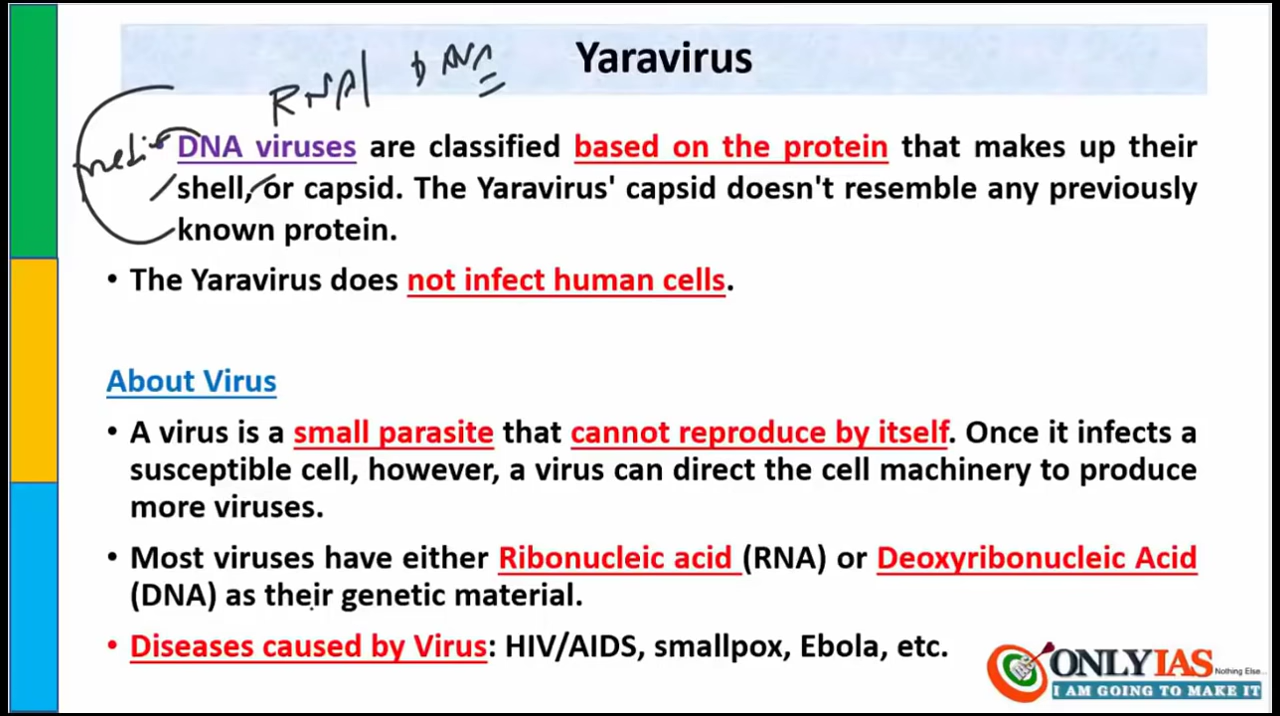 Yaravirus
RNA DNA
DNA viruses are classified based on the protein that makes up their
shell, or capsid. The Yaravirus' capsid doesn't resemble any previously
known protein.
• The Yaravirus does not infect human cells.
About Virus
• A virus is a small parasite that cannot reproduce by itself. Once it infects a
susceptible cell, however, a virus can direct the cell machinery to produce
more viruses.
• Most viruses have either Ribonucleic acid (RNA) or Deoxyribonucleic Acid
(DNA) as their genetic material.
• Diseases caused by Virus: HIV/AIDS, smallpox, Ebola, etc.
ONLYIAS
Nothing Else...
I AM GOING TO MAKE IT